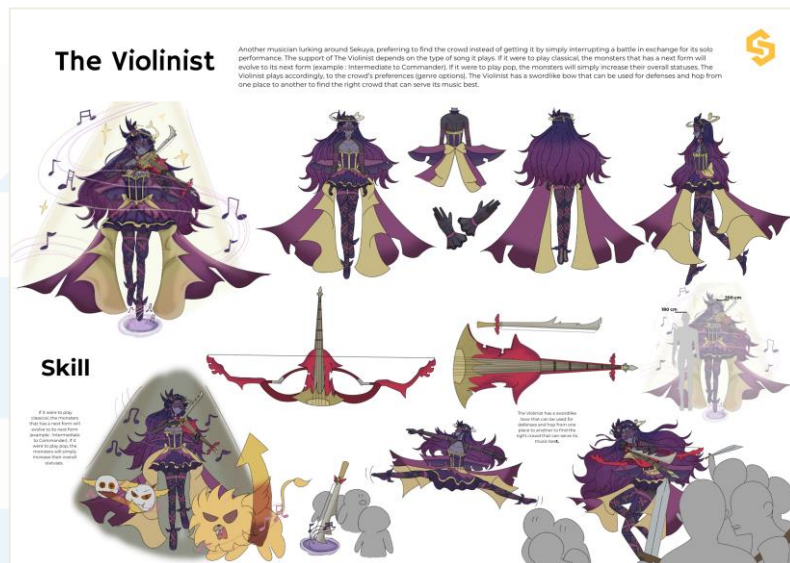 The Violinist
Another musician lurking around Sekuya, preferring to find the crowd instead of getting it by simply interrupting a battle in exchange for its solo
performance. The support of The Violinist depends on the type of song it plays. If it were to play classical, the monsters that has a next form will
evolve to its next form (example : Intermediate to Commander). If it were to play pop, the monsters will simply increase their overall statuses. The
Violinist plays accordingly, to the crowd's preferences (genre options). The Violinist has a swordlike bow that can be used for defenses and hop from
one place to another to find the right crowd that can serve its music best.
180 cm
Skill
If it were to play
classical, the monsters
that has a next form will
evolve to its next form
(example : Intermediate
to Commander). If it
were to play pop, the
monsters will simply
increase their overall
statuses.
The Violinist has a swordlike
bow that can be used for
defenses and hop from one
place to another to find the
right crowd that can serve its
music best.